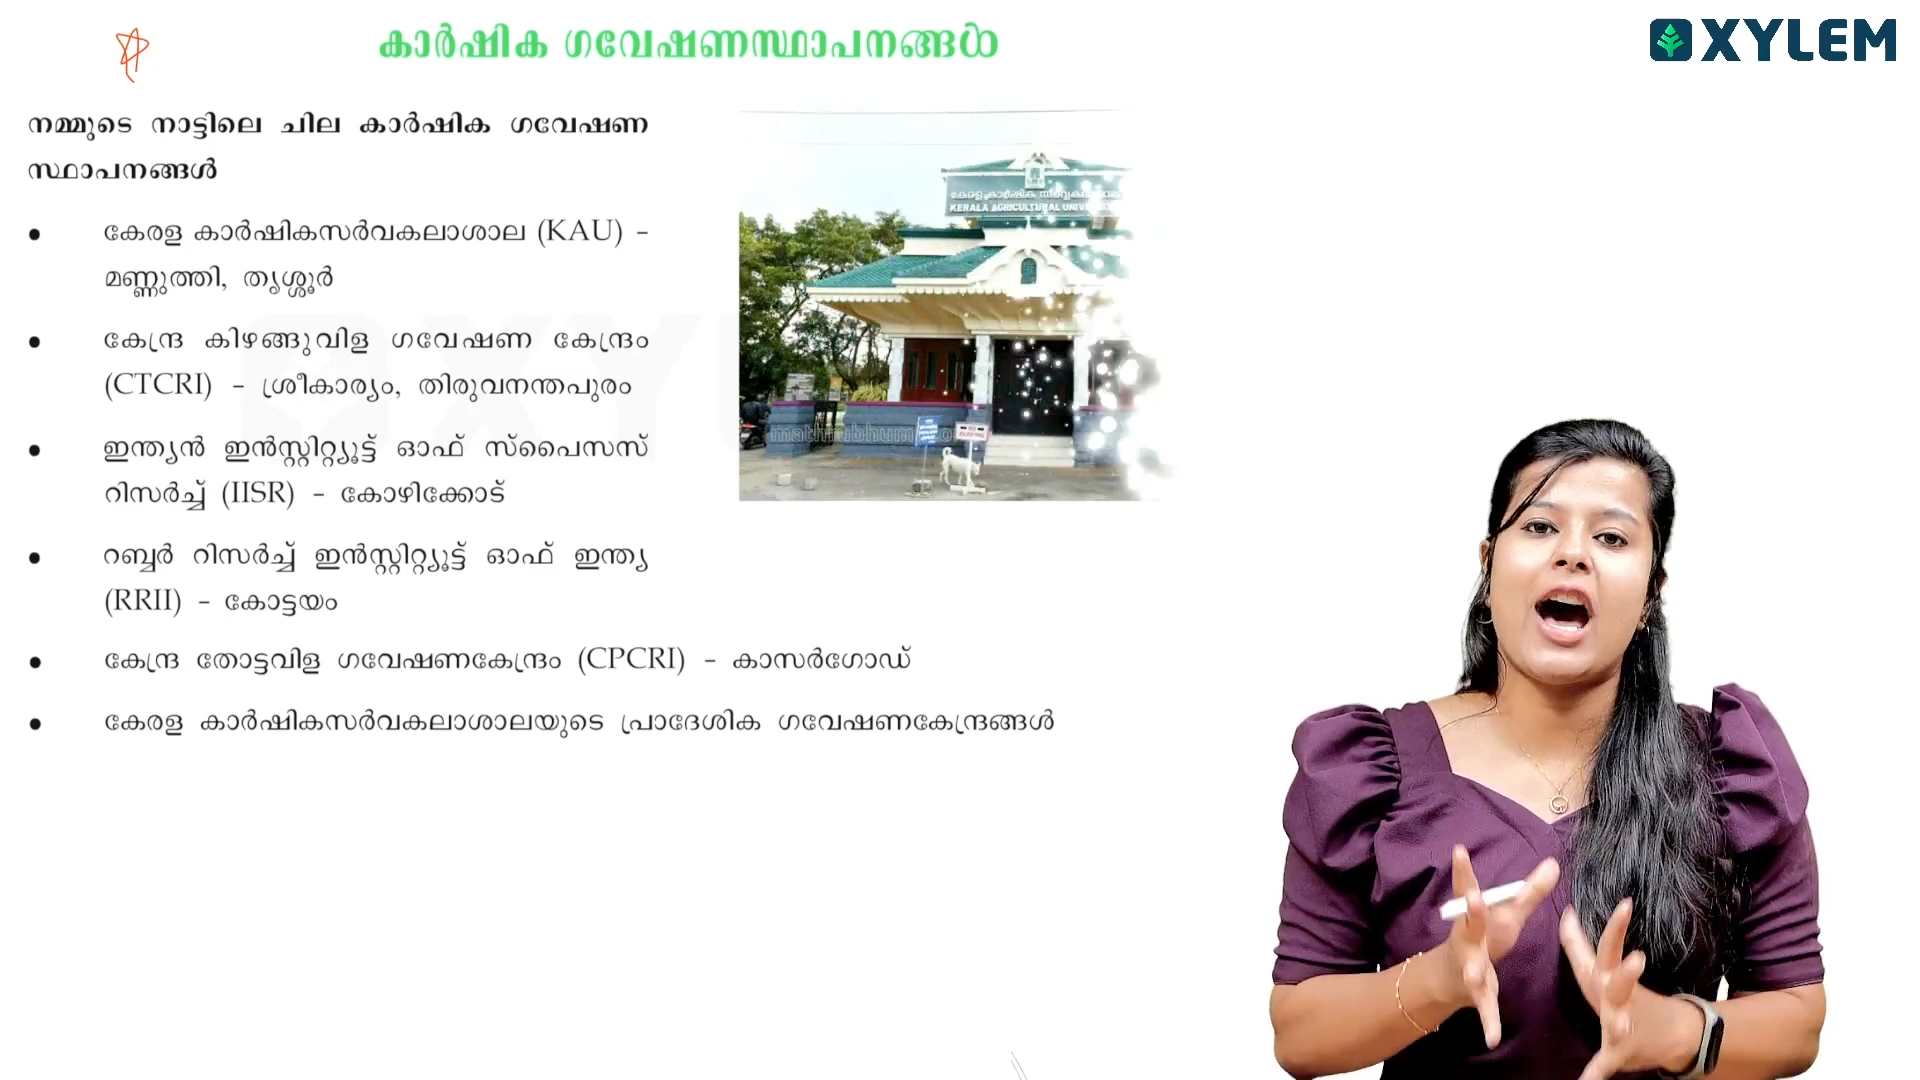 കാർഷിക ഗവേഷണസ്ഥാപനങ്ങൾ
XYLEM
നമ്മുടെ നാട്ടിലെ ചില കാർഷിക ഗവേഷണ
സ്ഥാപനങ്ങൾ
• കേരള കാർഷികസർവകലാശാല (KAU) –
മണ്ണുത്തി, തൃശ്ശൂർ
• കേന്ദ്ര കിഴങ്ങുവിള ഗവേഷണ കേന്ദ്രം
(CTCRI) – ശ്രീകാര്യം, തിരുവനന്തപുരം
• ഇന്ത്യൻ ഇൻസ്റ്റിറ്റ്യൂട്ട് ഓഫ് സ്പൈസസ്
റിസർച്ച് (IISR) – കോഴിക്കോട്
• റബ്ബർ റിസർച്ച് ഇൻസ്റ്റിറ്റ്യൂട്ട് ഓഫ് ഇന്ത്യ
(RRII) – കോട്ടയം
• കേന്ദ്ര തോട്ടവിള ഗവേഷണകേന്ദ്രം (CPCRI) – കാസർഗോഡ്
• കേരള കാർഷികസർവകലാശാലയുടെ പ്രാദേശിക ഗവേഷണകേന്ദ്രങ്ങൾ
കേരള കാർഷിക
KERALA AGRICULTURAL